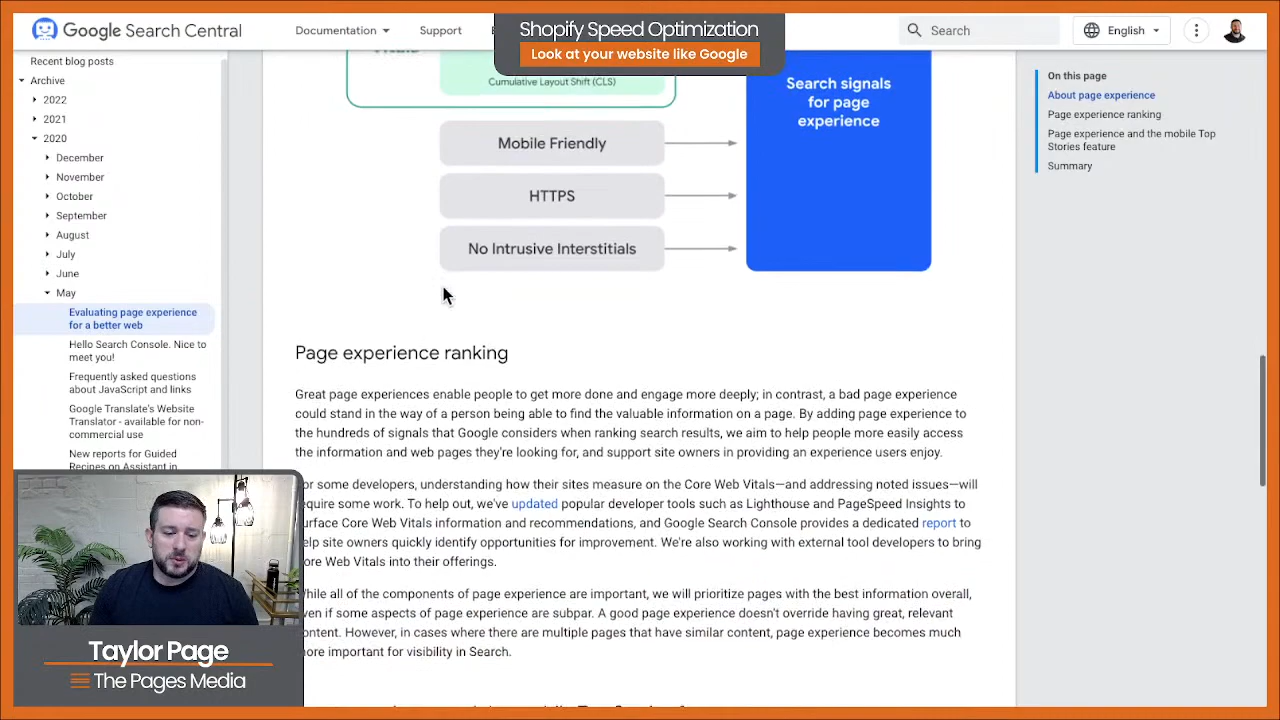 Google Search Central
Documentation
Support
Shopify Speed Optimization
Look at your website like Google
Search
English
Recent blog posts
Archive
2022
2021
2020
December
November
October
September
August
July
June
May
Evaluating page experience
for a better web
Hello Search Console. Nice to
meet you!
Frequently asked questions
about JavaScript and links
Google Translate's Website
Translator - available for non-
commercial use
New reports for Guided
Recipes on Assistant in
Cumulative Layout Shift (CLS)
Mobile Friendly
HTTPS
No Intrusive Interstitials
Search signals
for page
experience
Page experience ranking
Great page experiences enable people to get more done and engage more deeply; in contrast, a bad page experience
could stand in the way of a person being able to find the valuable information on a page. By adding page experience to
the hundreds of signals that Google considers when ranking search results, we aim to help people more easily access
the information and web pages they're looking for, and support site owners in providing an experience users enjoy.
or some developers, understanding how their sites measure on the Core Web Vitals—and addressing noted issues—will
quire some work. To help out, we've updated popular developer tools such as Lighthouse and PageSpeed Insights to
urface Core Web Vitals information and recommendations, and Google Search Console provides a dedicated report to
elp site owners quickly identify opportunities for improvement. We're also working with external tool developers to bring
ore Web Vitals into their offerings.
hile all of the components of page experience are important, we will prioritize pages with the best information overall,
ven if some aspects of page experience are subpar. A good page experience doesn't override having great, relevant
ontent. However, in cases where there are multiple pages that have similar content, page experience becomes much
ore important for visibility in Search.
On this page
About page experience
Page experience ranking
Page experience and the mobile Top
Stories feature
Summary
Taylor Page
The Pages Media